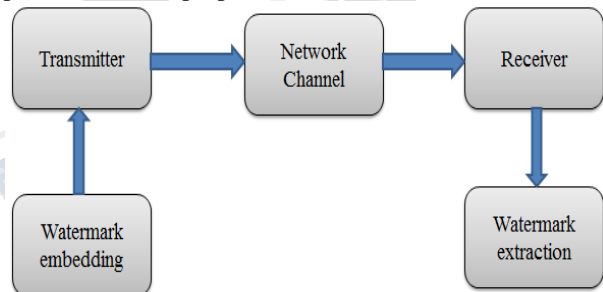 Transmitter
Network
Channel
Receiver
Watermark
embedding
Watermark
extraction